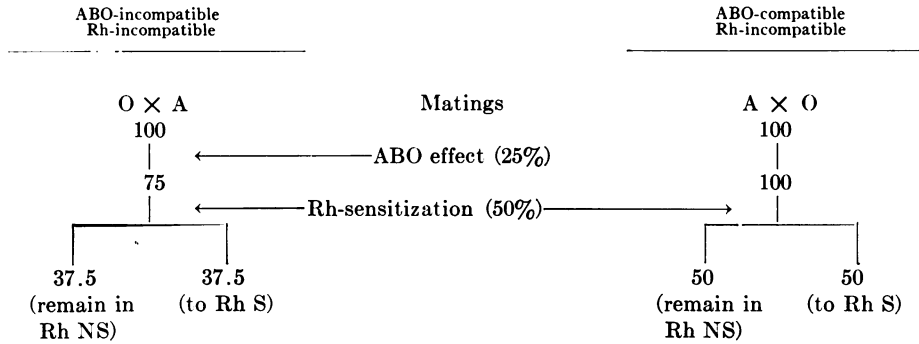 ABO-incompatible
Rh-incompatible
ABO-compatible
Rh-incompatible
O × A
Matings
A × O
100
100
ABO effect (25%)
75
100
Rh-sensitization (50%)
37.5
(remain in
Rh NS)
37.5
(to Rh S)
50
(remain in
Rh NS)
50
(to Rh S)